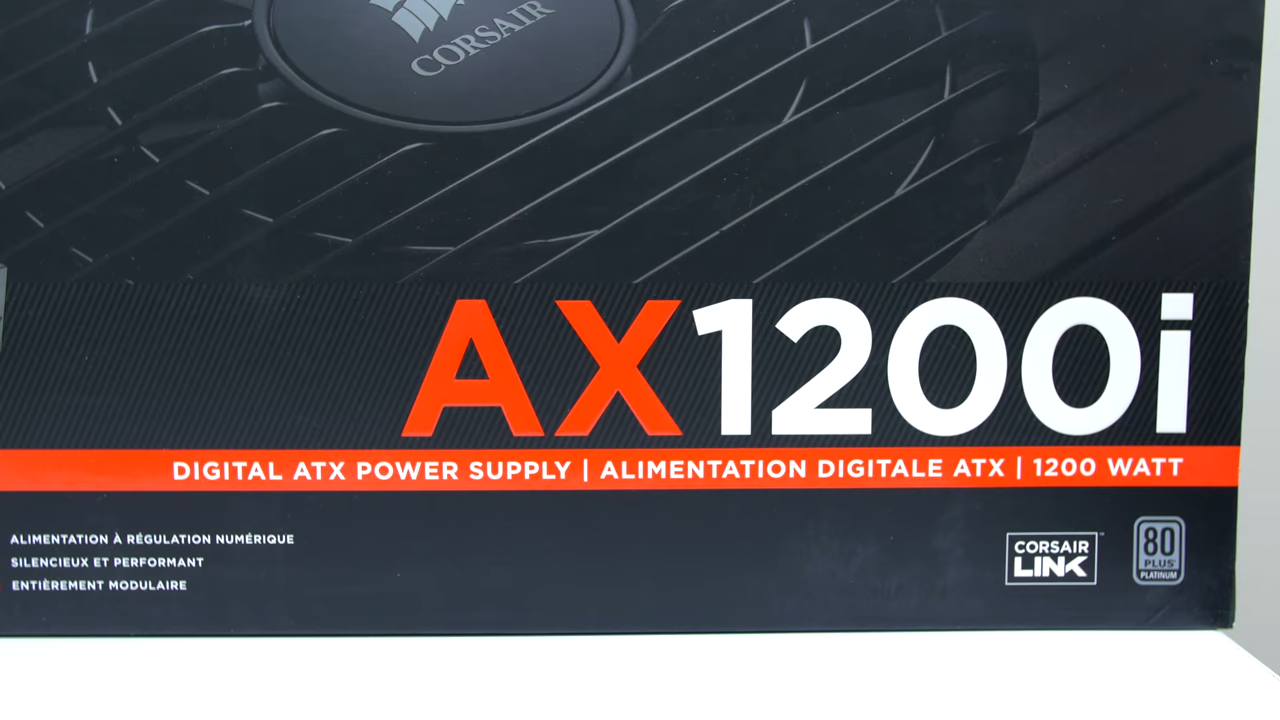 CORSAIR
AX1200i
DIGITAL ATX POWER SUPPLY | ALIMENTATION DIGITALE ATX | 1200 WATT
ALIMENTATION À RÉGULATION NUMÉRIQUE
SILENCIEUX ET PERFORMANT
ENTIÈREMENT MODULAIRE
CORSAIR
LINK
80
PLUS
PLATINUM